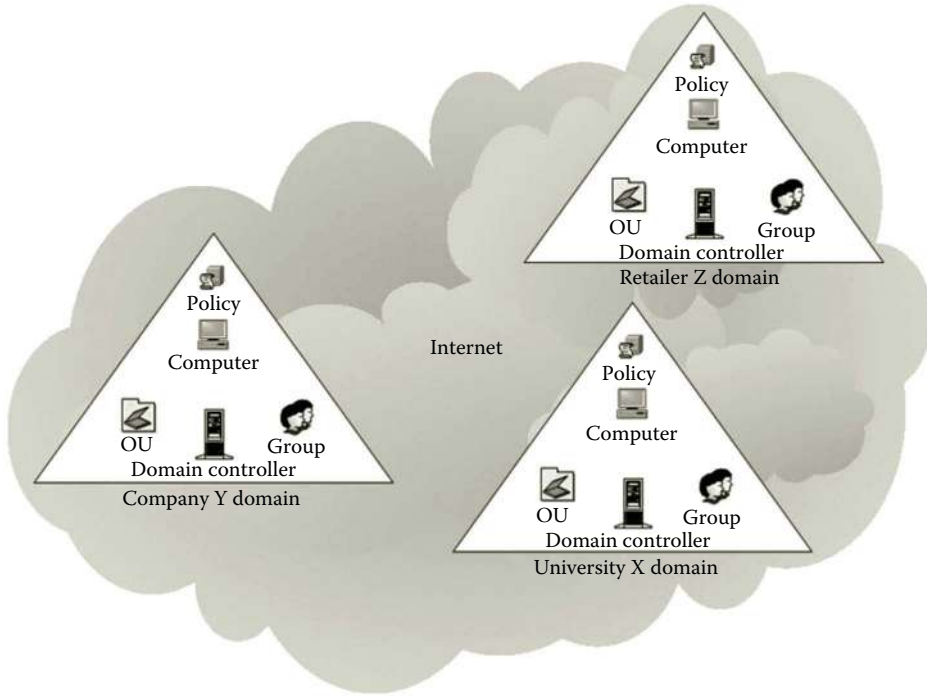 Policy
Computer
OU
Group
Domain controller
Retailer Z domain
Internet
Policy
Computer
OU
Group
Domain controller
Company Y domain
Policy
Computer
OU
Group
Domain controller
University X domain